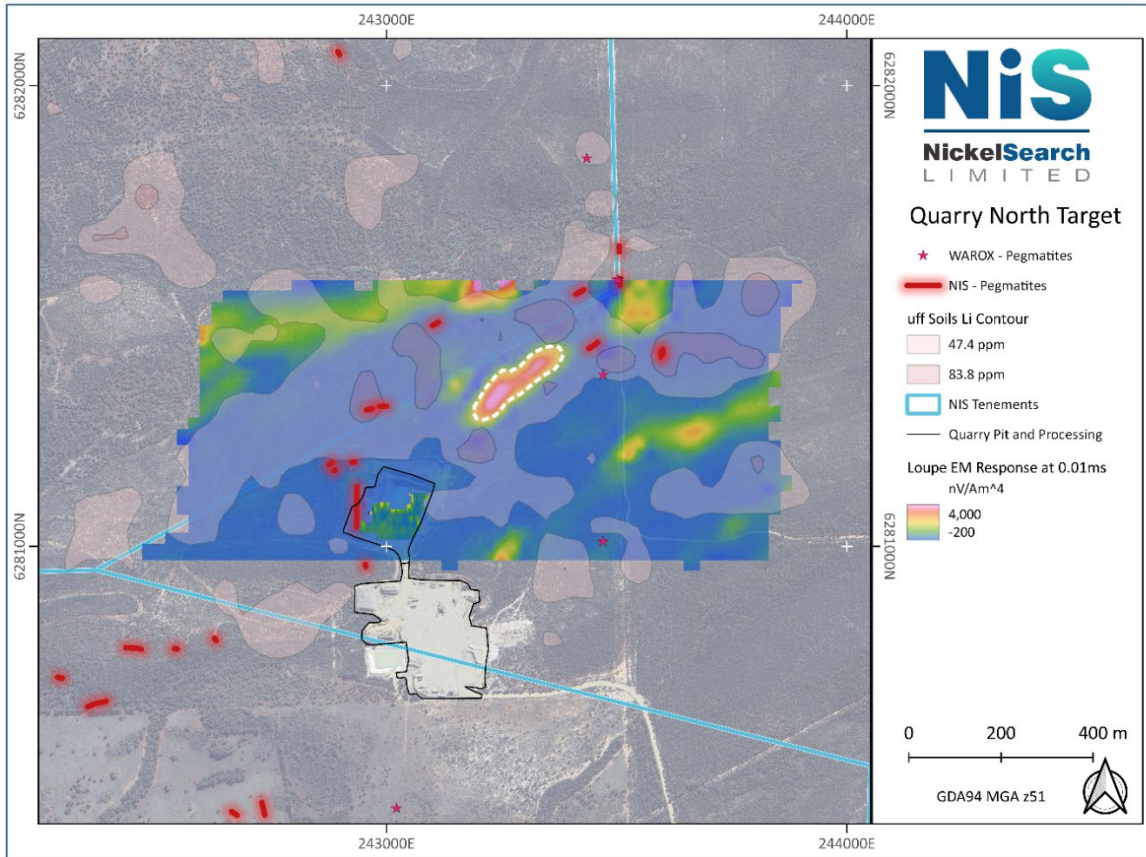 243000E
244000E
6282000N
6282000N
6281000N
6281000N
243000E
244000E
NiS
NickelSearch
LIMITED
Quarry North Target
WAROX - Pegmatites
NIS - Pegmatites
uff Soils Li Contour
47.4 ppm
83.8 ppm
NIS Tenements
Quarry Pit and Processing
Loupe EM Response at 0.01ms
nV/Am^4
4,000
-200
0 200 400 m
GDA94 MGA z51